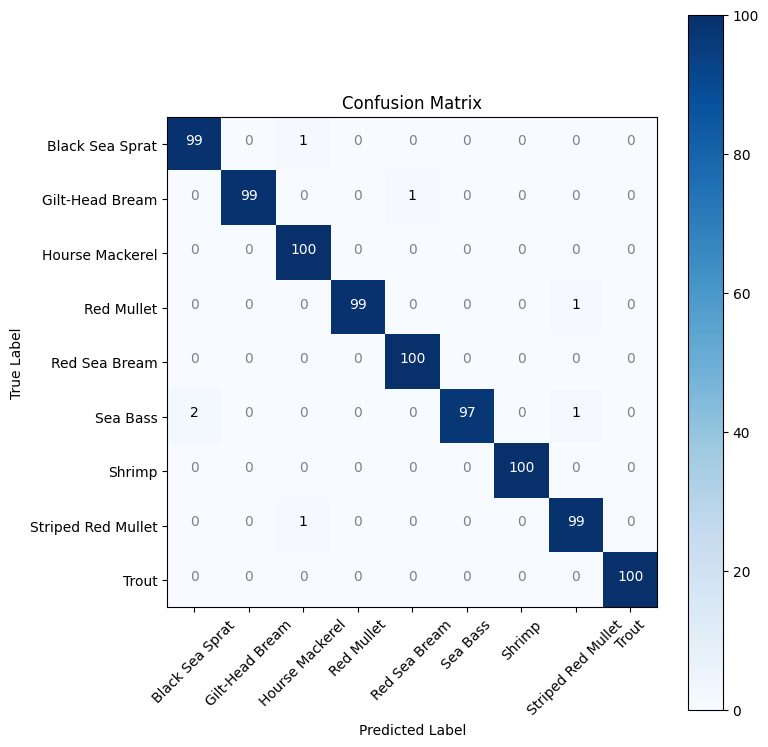 Confusion Matrix
True Label
Black Sea Sprat 99 0 1 0 0 0 0 0 0
Gilt-Head Bream 0 99 0 0 1 0 0 0 0
Hourse Mackerel 0 0 100 0 0 0 0 0 0
Red Mullet 0 0 0 99 0 0 0 1 0
Red Sea Bream 0 0 0 0 100 0 0 0 0
Sea Bass 2 0 0 0 0 97 0 1 0
Shrimp 0 0 0 0 0 0 100 0 0
Striped Red Mullet 0 0 1 0 0 0 0 99 0
Trout 0 0 0 0 0 0 0 0 100
Black Sea Sprat
Gilt-Head Bream
Hourse Mackerel
Red Mullet
Red Sea Bream
Sea Bass
Shrimp
Striped Red Mullet
Trout
Predicted Label
100
80
60
40
20
0